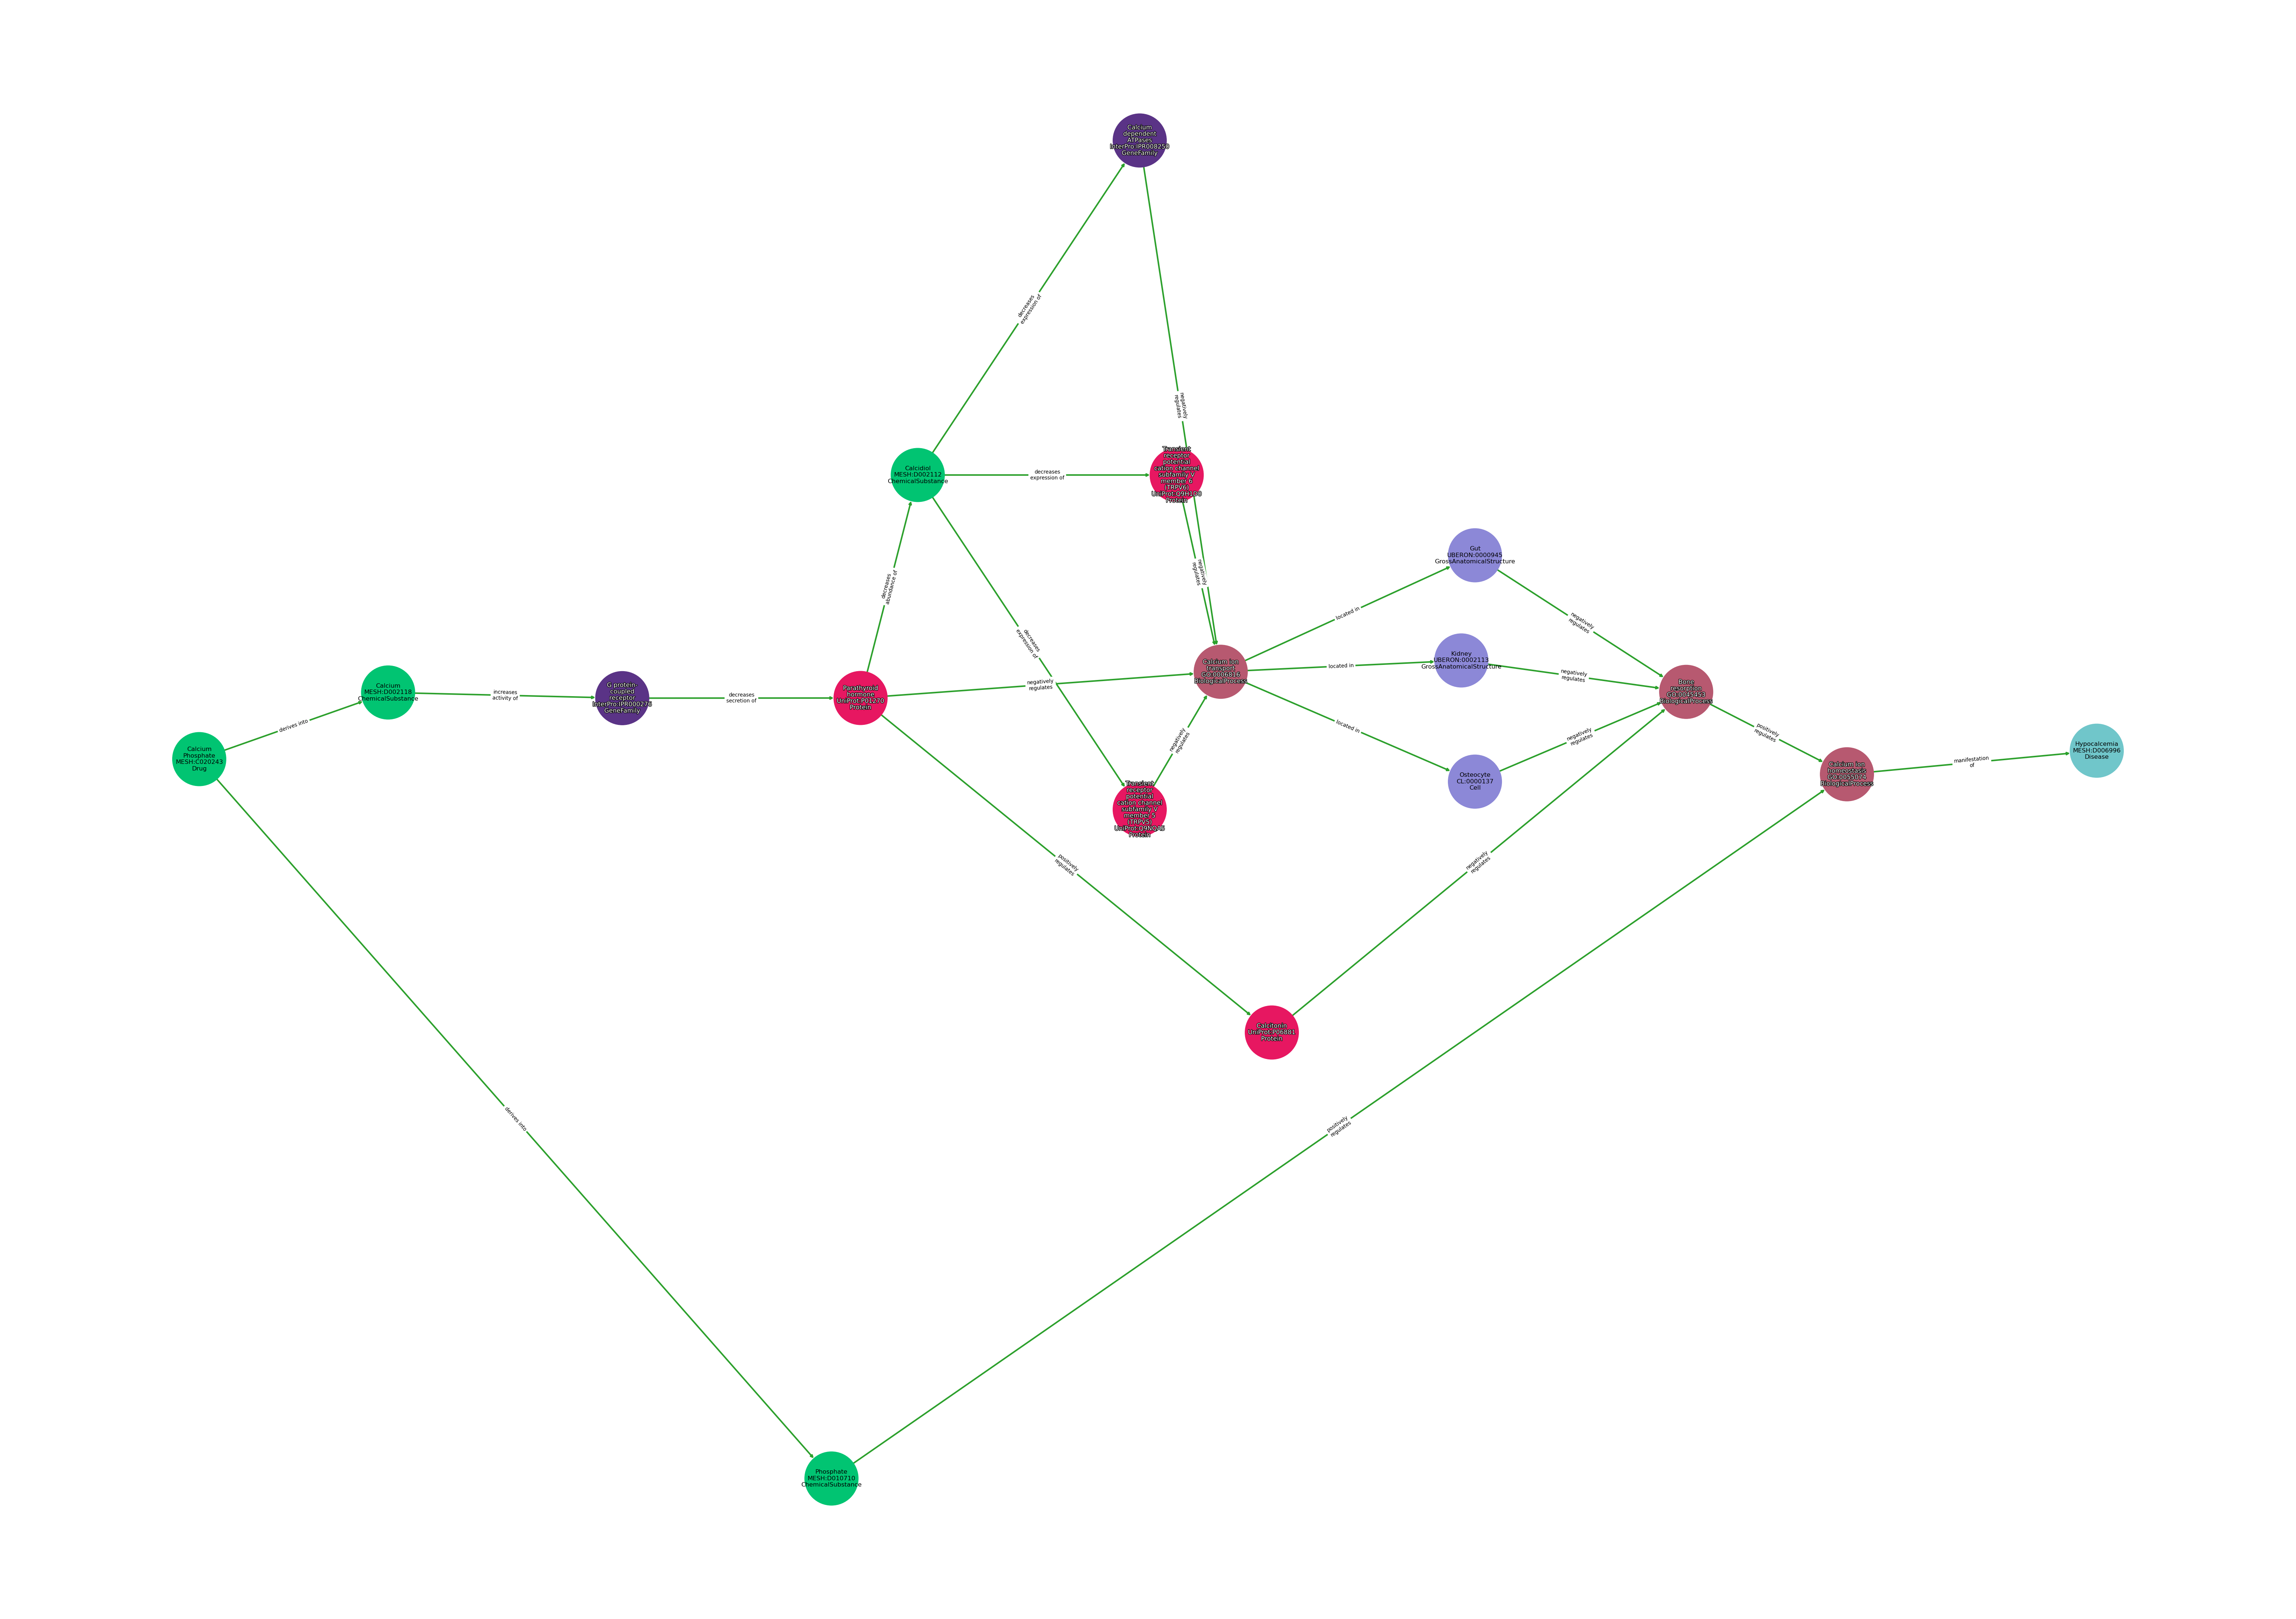 Calcium
dependent
ATPases
InterPro:IPR008250
GeneFamily
decreases
expression of
negatively
regulates
Calcidiol
MESH:D002112
ChemicalSubstance
decreases
expression of
Transient
receptor
potential
cation channel
subfamily V
member 6
(TRPV6)
Protein
decreases
abundance of
decreases
expression of
negatively
regulates
Gut
UBERON:0000945
GrossAnatomicalStructure
located in
negatively
regulates
Calcium
MESH:D002118
ChemicalSubstance
increases
activity of
G protein-
coupled
receptor
InterPro:IPR000276
GeneFamily
decreases
secretion of
Parathyroid
hormone
UniProt:P01270
Protein
negatively
regulates
Calcium ion
transport
GO:0006816
BiologicalProcess
located in
Kidney
UBERON:0002113
GrossAnatomicalStructure
negatively
regulates
Bone
resorption
GO:0045453
BiologicalProcess
derives into
Calcium
Phosphate
MESH:C020243
Drug
negatively
regulates
located in
Osteocyte
CL:0000137
Cell
negatively
regulates
positively
regulates
Calcium ion
homeostasis
GO:0055074
BiologicalProcess
manifestation
of
Hypocalcemia
MESH:D006996
Disease
Transient
receptor
potential
cation channel
subfamily V
member 5
(TRPV5)
Protein
positively
regulates
negatively
regulates
Calcitonin
UniProt:P06881
Protein
derives into
positively
regulates
Phosphate
MESH:D010710
ChemicalSubstance